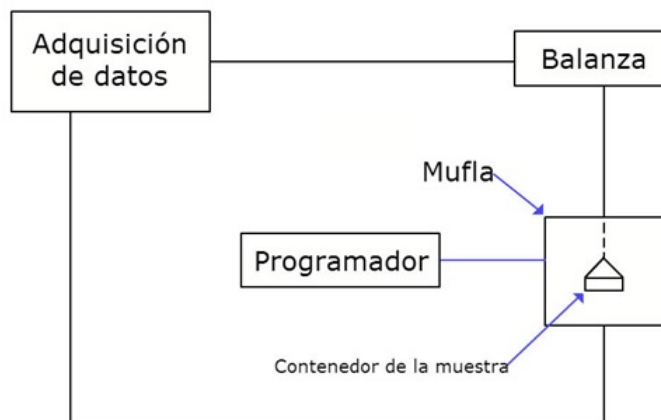 Adquisición
de datos
Balanza
Mufla
Programador
Contenedor de la muestra